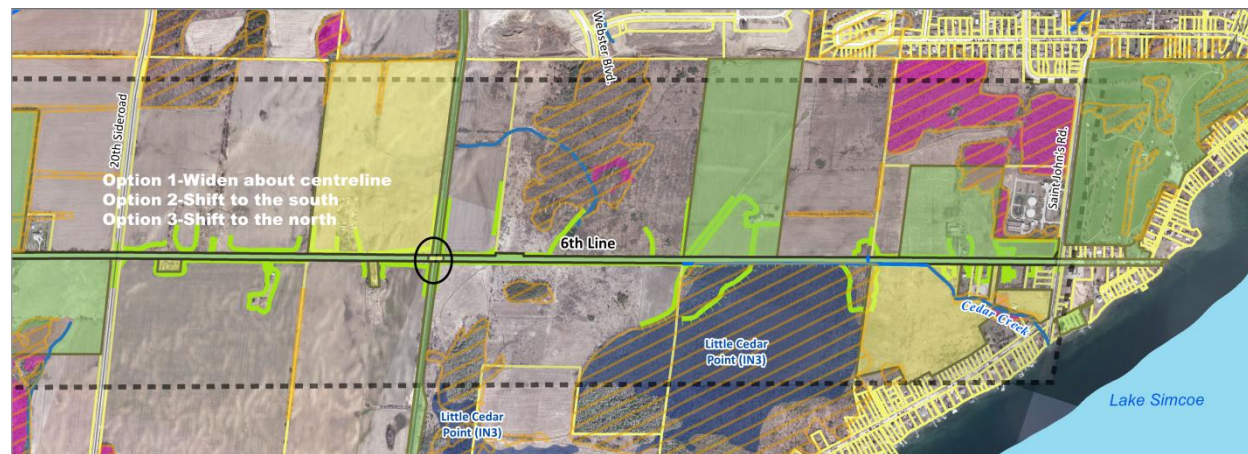 Webster Blvd.
20th Sideroad
Saint John's Rd.
Option 1-Widen about centreline
Option 2-Shift to the south
Option 3-Shift to the north
6th Line
Cedar Creek
Little Cedar
Point (IN3)
Lake Simcoe
Little Cedar
Point (IN3)